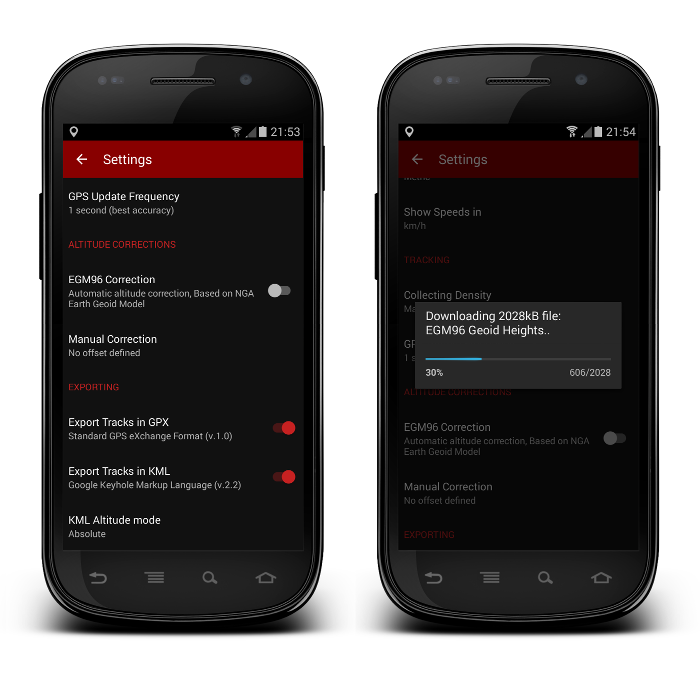 21:53
Settings
GPS Update Frequency
1 second (best accuracy)
ALTITUDE CORRECTIONS
EGM96 Correction
Automatic altitude correction, Based on NGA
Earth Geoid Model
Manual Correction
No offset defined
EXPORTING
Export Tracks in GPX
Standard GPS eXchange Format (v.1.0)
Export Tracks in KML
Google Keyhole Markup Language (v.2.2)
KML Altitude mode
Absolute
21:54
Settings
Show Speeds in
km/h
TRACKING
Collecting Density
Downloading 2028kB file:
EGM96 Geoid Heights..
30%
606/2028
ALTITUDE CORRECTIONS
EGM96 Correction
Automatic altitude correction, Based on NGA
Earth Geoid Model
Manual Correction
No offset defined
EXPORTING